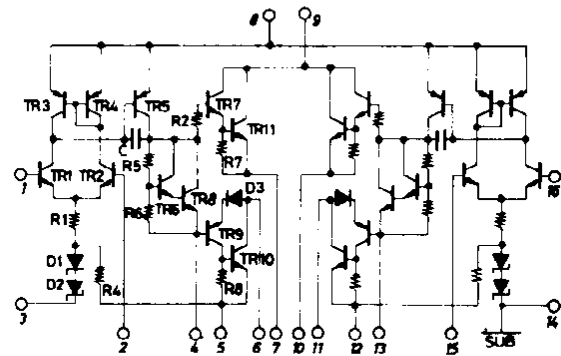 8 9
TR3 TR4 TR5 R2 TR7
TR11
R5 R7
1 TR1 TR2 16
TR6 TR8 D3
R6
R1 TR9
D1 TR10
D2 R4 R8
3 14
2 4 5 6 7 10 11 12 13 15 SUB